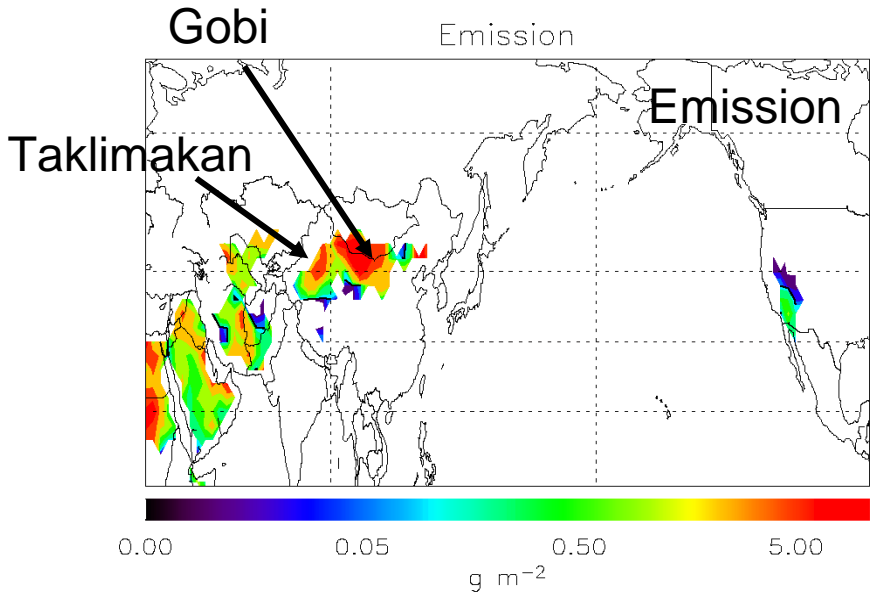 Gobi
Emission
Emission
Taklimakan
0.00 0.05 0.50 5.00
g m⁻²